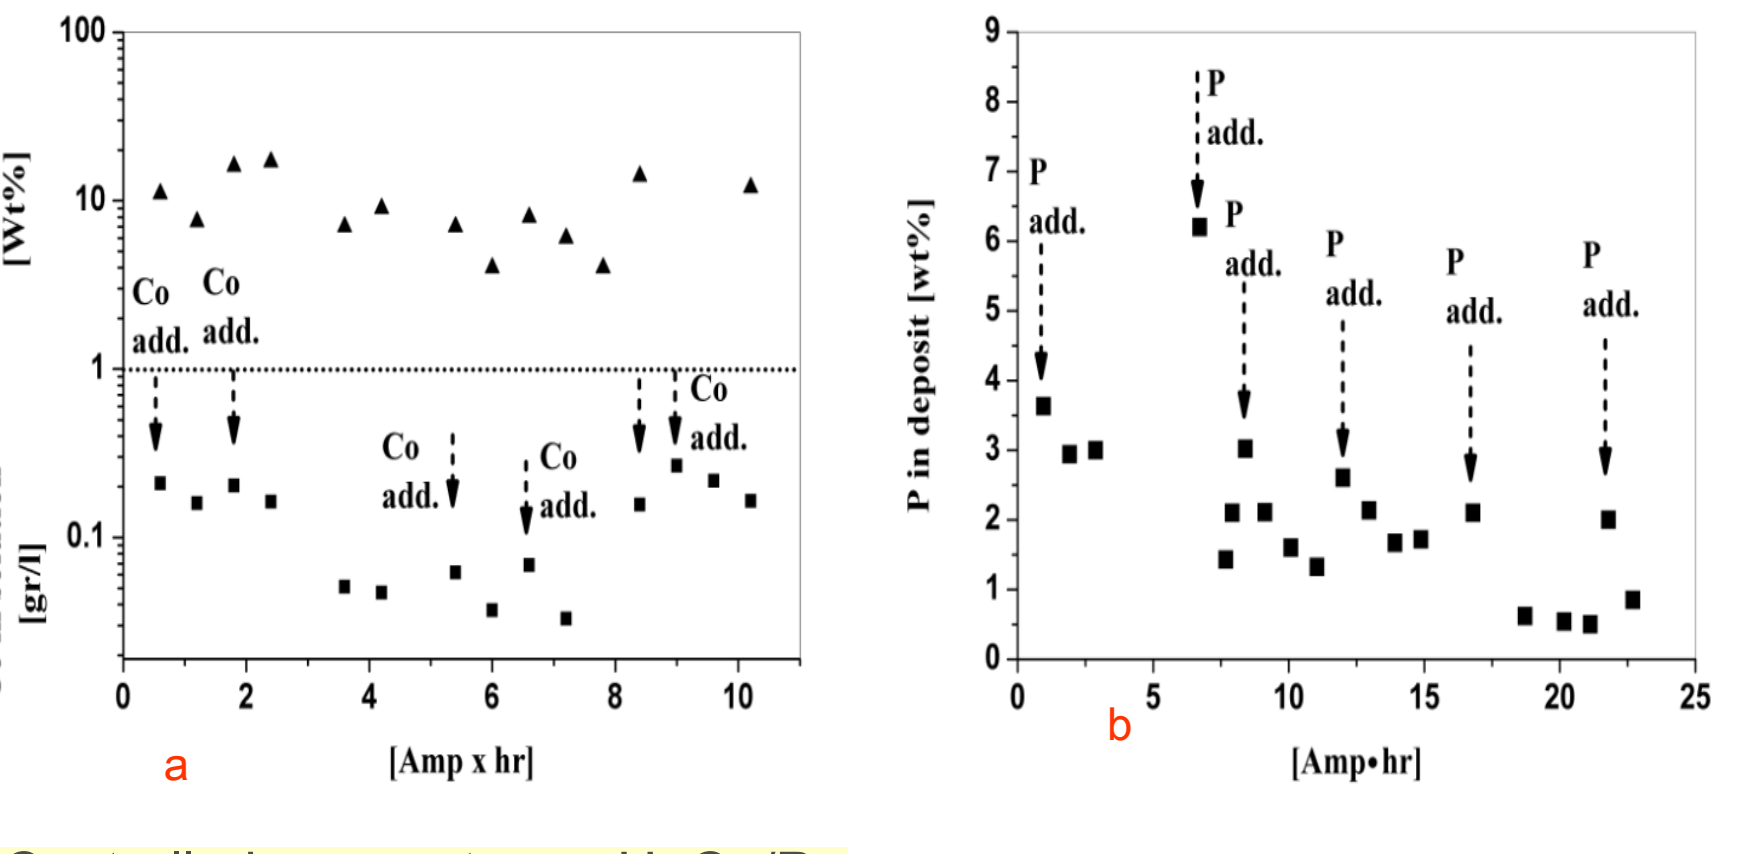 100
10
1
0.1
[Wt%]
[gr/l]
Co
add.
Co
add.
Co
add.
Co
add.
Co
add.
0 2 4 6 8 10
[Amp x hr]
a
9
8
7
6
5
4
3
2
1
0
P in deposit [wt%]
P
add.
P
add.
P
add.
P
add.
P
add.
P
add.
0 5 10 15 20 25
b
[Amp•hr]